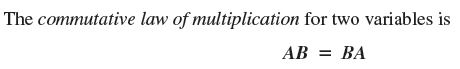 The commutative law of multiplication for two variables is
AB = BA